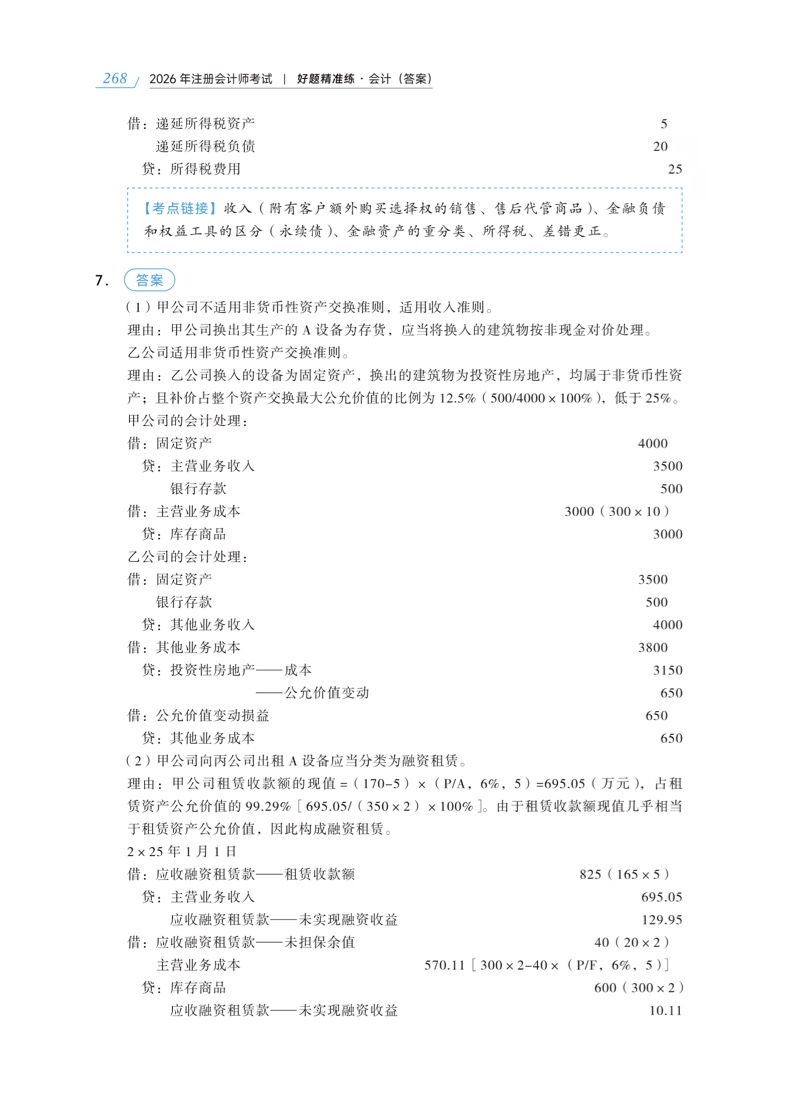 268 2026 年注册会计师考试 | 好题精准练·会计（答案）
借：递延所得税资产 5
递延所得税负债 20
贷：所得税费用 25
【考点链接】收入（附有客户额外购买选择权的销售、售后代管商品）、金融负债
和权益工具的区分（永续债）、金融资产的重分类、所得税、差错更正。
7. 答案
（1）甲公司不适用非货币性资产交换准则，适用收入准则。
理由：甲公司换出其生产的 A 设备为存货，应当将换入的建筑物按非现金对价处理。
乙公司适用非货币性资产交换准则。
理由：乙公司换入的设备为固定资产，换出的建筑物为投资性房地产，均属于非货币性资
产；且补价占整个资产交换最大公允价值的比例为 12.5%（500/4000 × 100%），低于 25%。
甲公司的会计处理：
借：固定资产 4000
贷：主营业务收入 3500
银行存款 500
借：主营业务成本 3000（300 × 10）
贷：库存商品 3000
乙公司的会计处理：
借：固定资产 3500
银行存款 500
贷：其他业务收入 4000
借：其他业务成本 3800
贷：投资性房地产——成本 3150
——公允价值变动 650
借：公允价值变动损益 650
贷：其他业务成本 650
（2）甲公司向丙公司出租 A 设备应当分类为融资租赁。
理由：甲公司租赁收款额的现值 =（170-5）×（P/A，6%，5）=695.05（万元），占租
赁资产公允价值的 99.29%［695.05/（350 × 2）× 100%］。由于租赁收款额现值几乎相当
于租赁资产公允价值，因此构成融资租赁。
2 × 25 年 1 月 1 日
借：应收融资租赁款——租赁收款额 825（165 × 5）
贷：主营业务收入 695.05
应收融资租赁款——未实现融资收益 129.95
借：应收融资租赁款——未担保余值 40（20 × 2）
主营业务成本 570.11［300 × 2-40 ×（P/F，6%，5）］
贷：库存商品 600（300 × 2）
应收融资租赁款——未实现融资收益 10.11